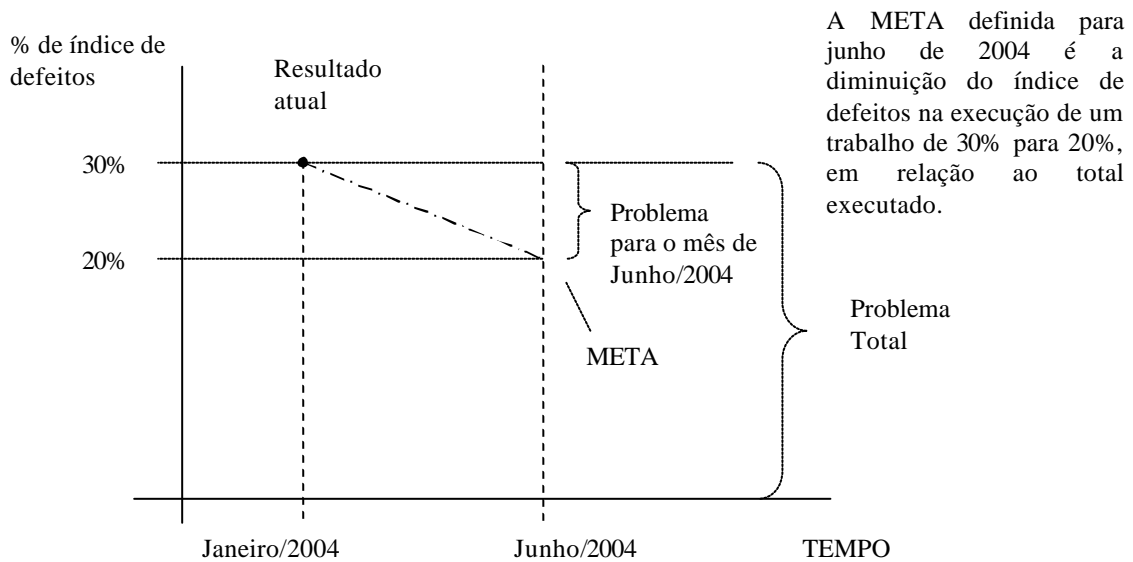 % de índice de
defeitos
Resultado
atual
A META definida para
junho de 2004 é a
diminuição do índice de
defeitos na execução de um
trabalho de 30% para 20%,
em relação ao total
executado.
30%
20%
Problema
para o mês de
Junho/2004
META
Problema
Total
Janeiro/2004
Junho/2004
TEMPO